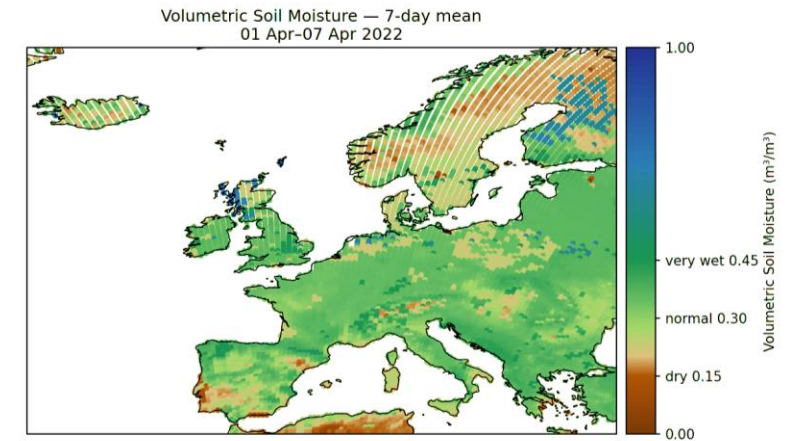 Volumetric Soil Moisture — 7-day mean
01 Apr–07 Apr 2022
1.00
very wet 0.45
normal 0.30
dry 0.15
0.00
Volumetric Soil Moisture (m³/m³)